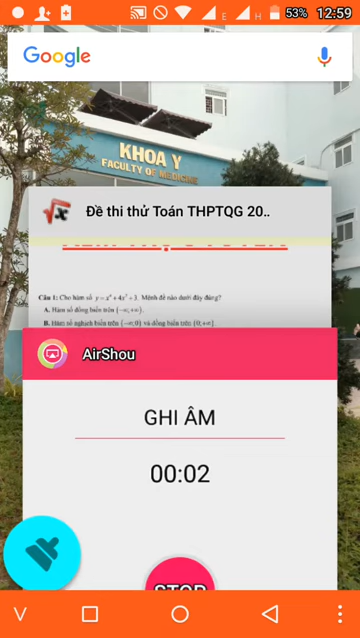 E
H
53%
12:59
Google
KHOA Y
FACULTY OF MEDICINE
Đề thi thử Toán THPTQG 20..
Câu 1: Cho hàm số y = x⁴ + 4x² + 3. Mệnh đề nào dưới đây đúng?
A. Hàm số đồng biến trên (−∞;+∞).
B. Hàm số nghịch biến trên (−∞;0) và đồng biến trên (0;+∞).
AirShou
GHI ÂM
00:02
STOP